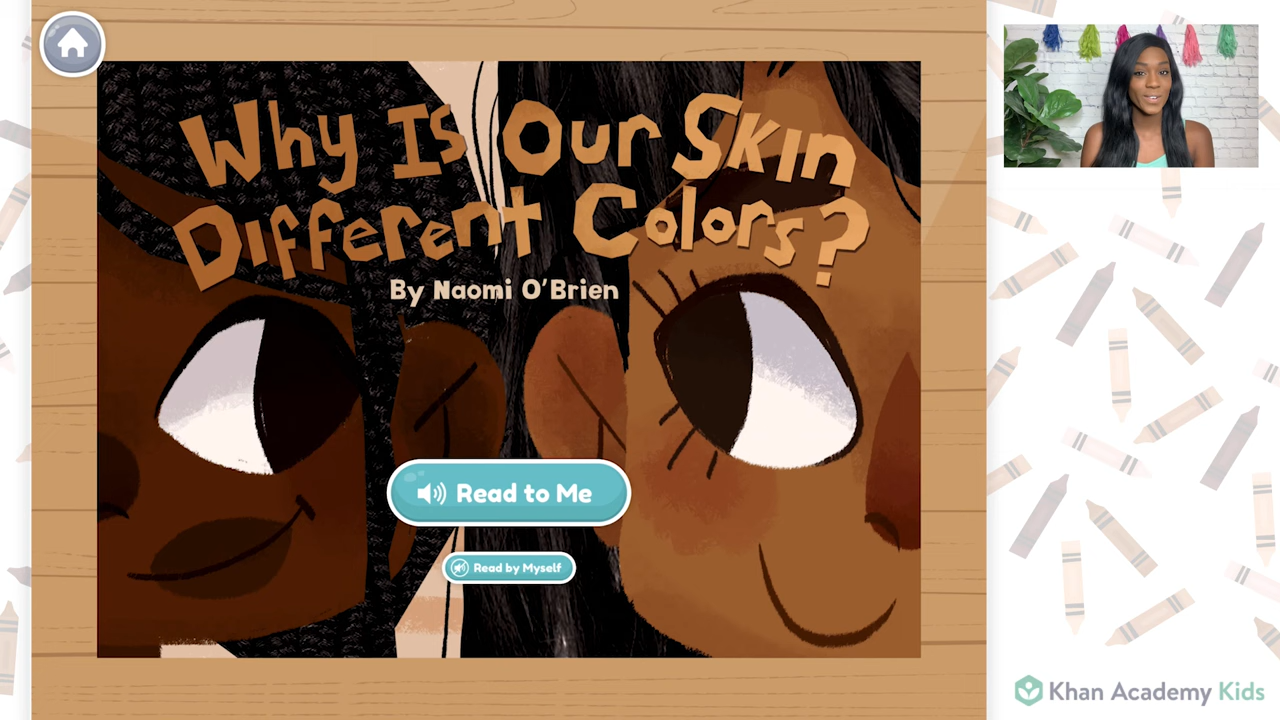 Why Is Our Skin
Different Colors?
By Naomi O'Brien
Read to Me
Read by Myself
Khan Academy Kids